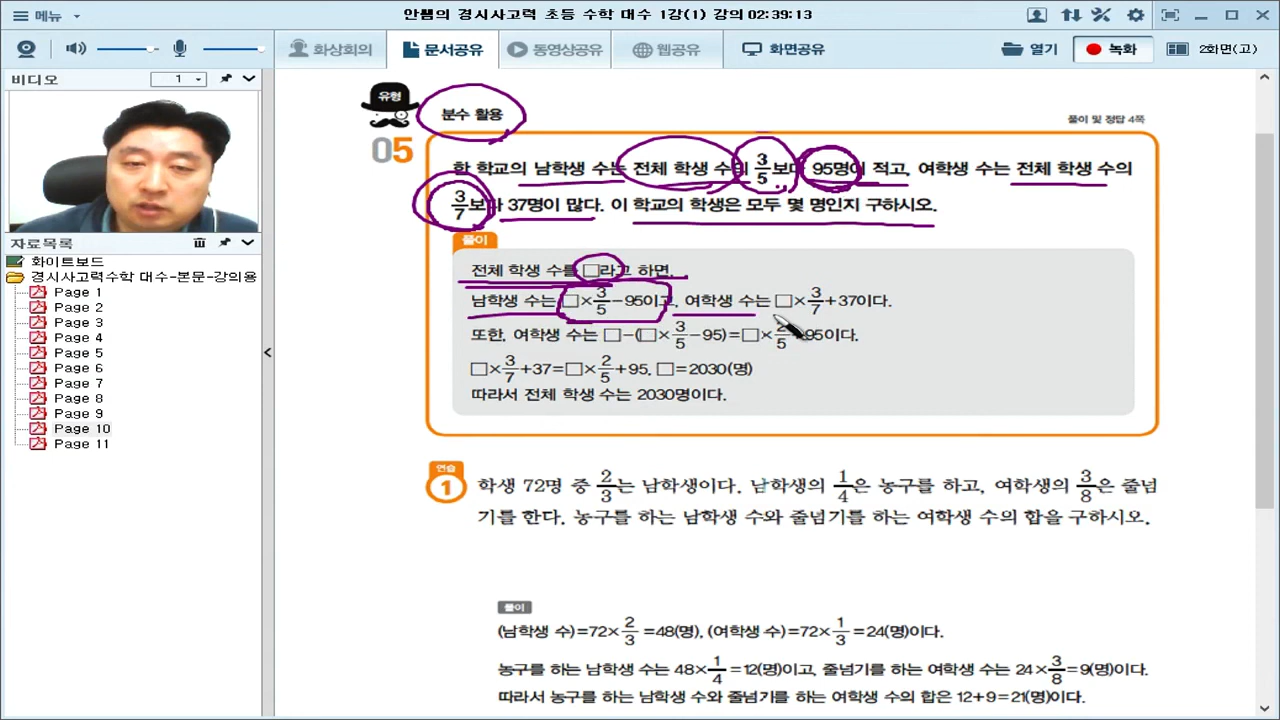 메뉴
안쌤의 경시사고력 초등 수학 대수 1강(1) 강의 02:39:13
화상회의 문서공유 동영상공유 웹공유 화면공유 열기 녹화 2화면(고)
비디오 1
자료목록
화이트보드
경시사고력수학 대수-본문-강의용
Page 1
Page 2
Page 3
Page 4
Page 5
Page 6
Page 7
Page 8
Page 9
Page 10
Page 11
유형
분수 활용
풀이 및 정답 4쪽
05
한 학교의 남학생 수는 전체 학생 수의 3/5보다 95명이 적고, 여학생 수는 전체 학생 수의
3/7보다 37명이 많다. 이 학교의 학생은 모두 몇 명인지 구하시오.
풀이
전체 학생 수를 □라고 하면,
남학생 수는 □×3/5-95이고, 여학생 수는 □×3/7+37이다.
또한, 여학생 수는 □-(□×3/5-95)=□×2/5 95이다.
□×3/7+37=□×2/5+95, □=2030(명)
따라서 전체 학생 수는 2030명이다.
연습
1
학생 72명 중 2/3는 남학생이다. 남학생의 1/4은 농구를 하고, 여학생의 3/8은 줄넘
기를 한다. 농구를 하는 남학생 수와 줄넘기를 하는 여학생 수의 합을 구하시오.
풀이
(남학생 수)=72×2/3=48(명), (여학생 수)=72×1/3=24(명)이다.
농구를 하는 남학생 수는 48×1/4=12(명)이고, 줄넘기를 하는 여학생 수는 24×3/8=9(명)이다.
따라서 농구를 하는 남학생 수와 줄넘기를 하는 여학생 수의 합은 12+9=21(명)이다.